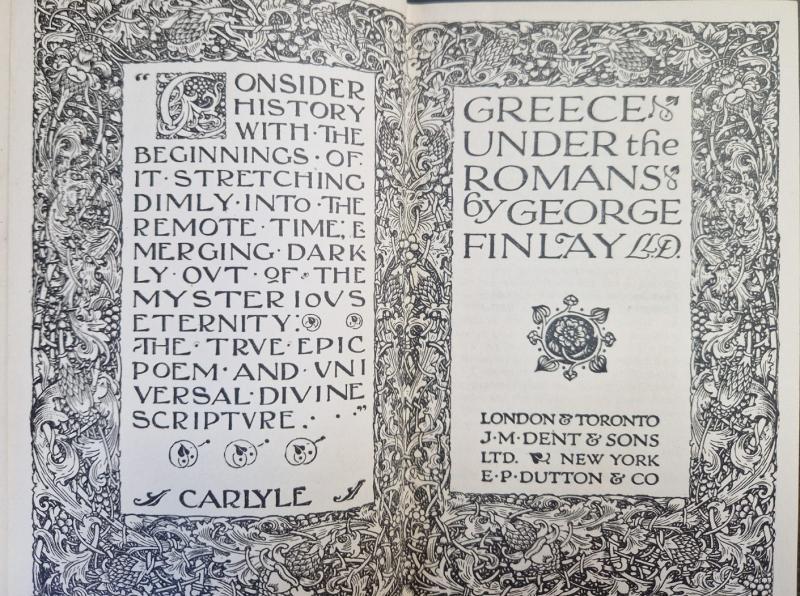 "CONSIDER
HISTORY
WITH·THE
BEGINNINGS·OF
IT·STRETCHING
DIMLY·INTO·THE
REMOTE·TIME; E
MERGING·DARK
LY·OVT·OF·THE
MYSTERIOVS
ETERNITY:
THE·TRVE·EPIC
POEM·AND·VNI
VERSAL·DIVINE
SCRIPTVRE...."
CARLYLE
GREECE
UNDER the
ROMANS
by GEORGE
FINLAY LL.D.
LONDON & TORONTO
J·M·DENT & SONS
LTD. NEW YORK
E·P·DUTTON & CO